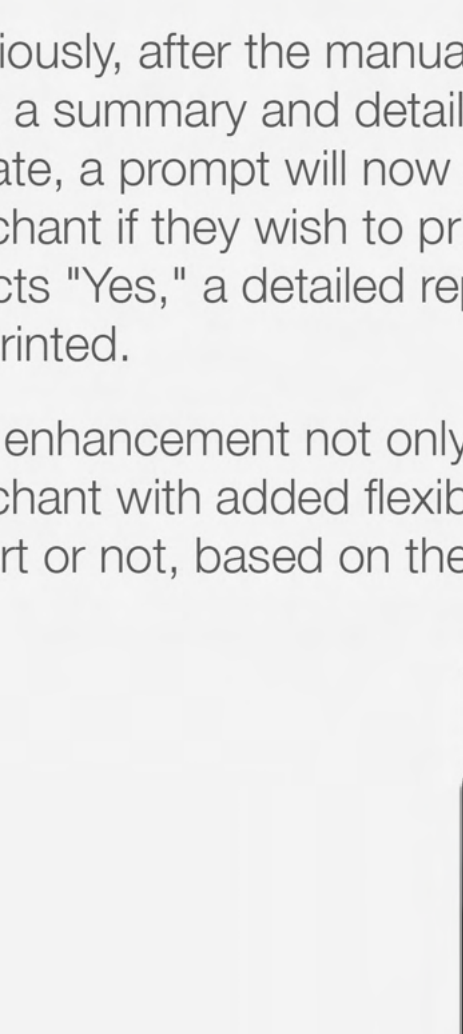 iously, after the manua
a summary and detail
ate, a prompt will now
chant if they wish to pr
cts "Yes," a detailed rep
rinted.
enhancement not only
chant with added flexib
rt or not, based on the